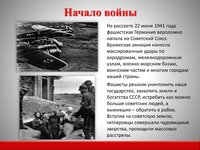 Начало войны
На рассвете 22 июня 1941 года
фашистская Германия вероломно
напала на Советский Союз.
Вражеская авиация нанесла
массированные удары по
аэродромам, железнодорожным
узлам, военно морским базам,
воинским частям и многим городам
нашей страны.
Фашисты решили уничтожить наше
государство, захватить земли и
богатства СССР, истребить как можно
больше советских людей, а
выживших – обратить в рабов.
Вступив на советскую землю,
гитлеровцы совершали чудовищные
зверства, проводили массовые
расстрелы.